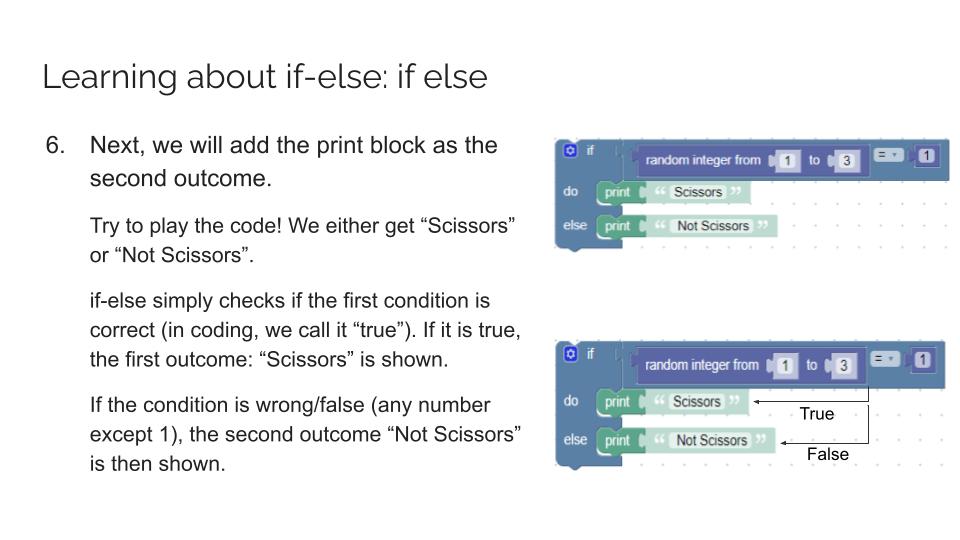 Learning about if-else: if else
6. Next, we will add the print block as the
second outcome.
Try to play the code! We either get “Scissors”
or “Not Scissors”.
if-else simply checks if the first condition is
correct (in coding, we call it “true”). If it is true,
the first outcome: “Scissors” is shown.
If the condition is wrong/false (any number
except 1), the second outcome “Not Scissors”
is then shown.
if random integer from 1 to 3 = 1
do print “ Scissors ”
else print “ Not Scissors ”
if random integer from 1 to 3 = 1
do print “ Scissors ”
True
else print “ Not Scissors ”
False